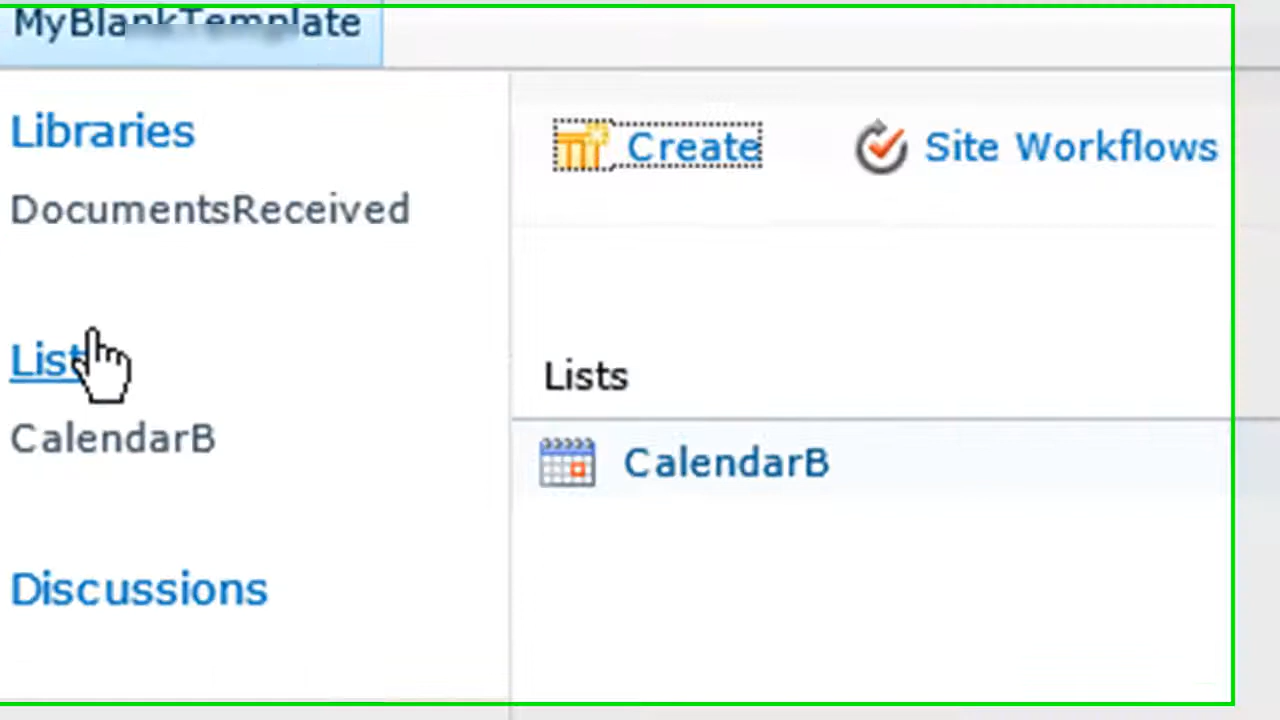 MyBlankTemplate
Libraries
Create
Site Workflows
DocumentsReceived
Lists
CalendarB
Lists
CalendarB
Discussions